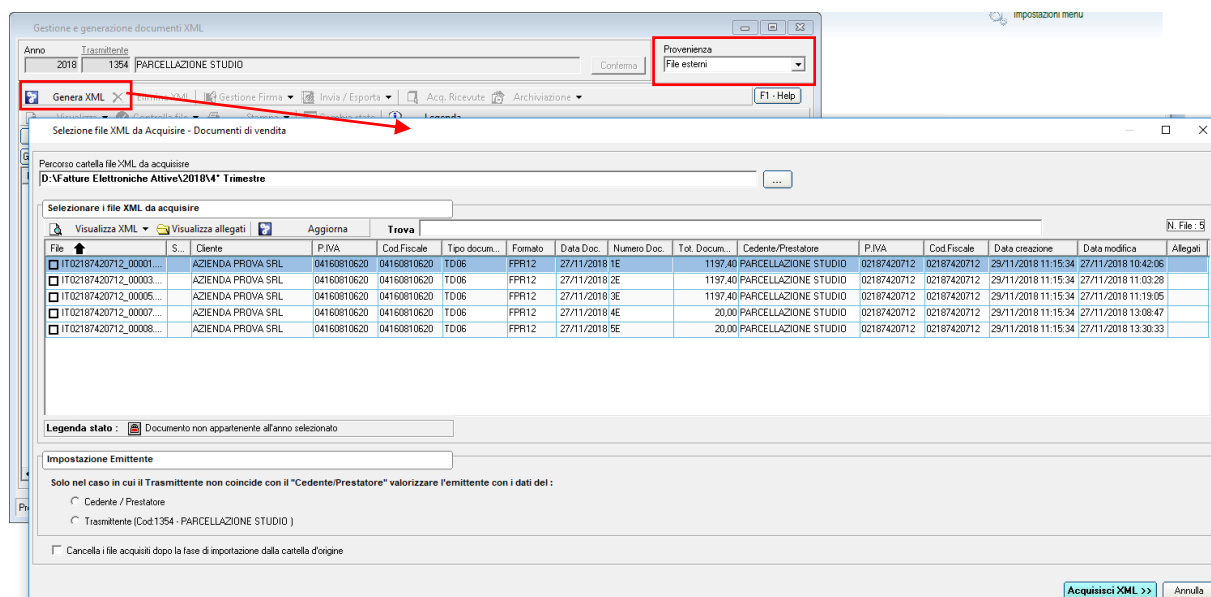 Impostazioni menu
Gestione e generazione documenti XML
Anno Trasmittente Provenienza
2018 1354 PARCELLAZIONE STUDIO Conferma File esterni
Genera XML Elimina XML Gestione Firma Invia / Esporta Acq. Ricevute Archiviazione F1 - Help
Visualizza Controlla file Stampa Cambia stato Legenda
Selezione file XML da Acquisire - Documenti di vendita
Percorso cartella file XML da acquisisre
D:\Fatture Elettroniche Attive\2018\4° Trimestre ...
Selezionare i file XML da acquisire
Visualizza XML Visualizza allegati Aggiorna Trova N. File : 5
File S... Cliente P.IVA Cod.Fiscale Tipo docum... Formato Data Doc. Numero Doc. Tot. Docum... Cedente/Prestatore P.IVA Cod.Fiscale Data creazione Data modifica Allegati
IT02187420712_00001.... AZIENDA PROVA SRL 04160810620 04160810620 TD06 FPR12 27/11/2018 1E 1197,40 PARCELLAZIONE STUDIO 02187420712 02187420712 29/11/2018 11:15:34 27/11/2018 10:42:06
IT02187420712_00003.... AZIENDA PROVA SRL 04160810620 04160810620 TD06 FPR12 27/11/2018 2E 1197,40 PARCELLAZIONE STUDIO 02187420712 02187420712 29/11/2018 11:15:34 27/11/2018 11:03:28
IT02187420712_00005.... AZIENDA PROVA SRL 04160810620 04160810620 TD06 FPR12 27/11/2018 3E 1197,40 PARCELLAZIONE STUDIO 02187420712 02187420712 29/11/2018 11:15:34 27/11/2018 11:19:05
IT02187420712_00007.... AZIENDA PROVA SRL 04160810620 04160810620 TD06 FPR12 27/11/2018 4E 20,00 PARCELLAZIONE STUDIO 02187420712 02187420712 29/11/2018 11:15:34 27/11/2018 13:08:47
IT02187420712_00008.... AZIENDA PROVA SRL 04160810620 04160810620 TD06 FPR12 27/11/2018 5E 20,00 PARCELLAZIONE STUDIO 02187420712 02187420712 29/11/2018 11:15:34 27/11/2018 13:30:33
Legenda stato : Documento non appartenente all'anno selezionato
Impostazione Emittente
Solo nel caso in cui il Trasmittente non coincide con il "Cedente/Prestatore" valorizzare l'emittente con i dati del :
Cedente / Prestatore
Trasmittente (Cod:1354 - PARCELLAZIONE STUDIO )
Cancella i file acquisiti dopo la fase di importazione dalla cartella d'origine
Acquisisci XML >> Annulla